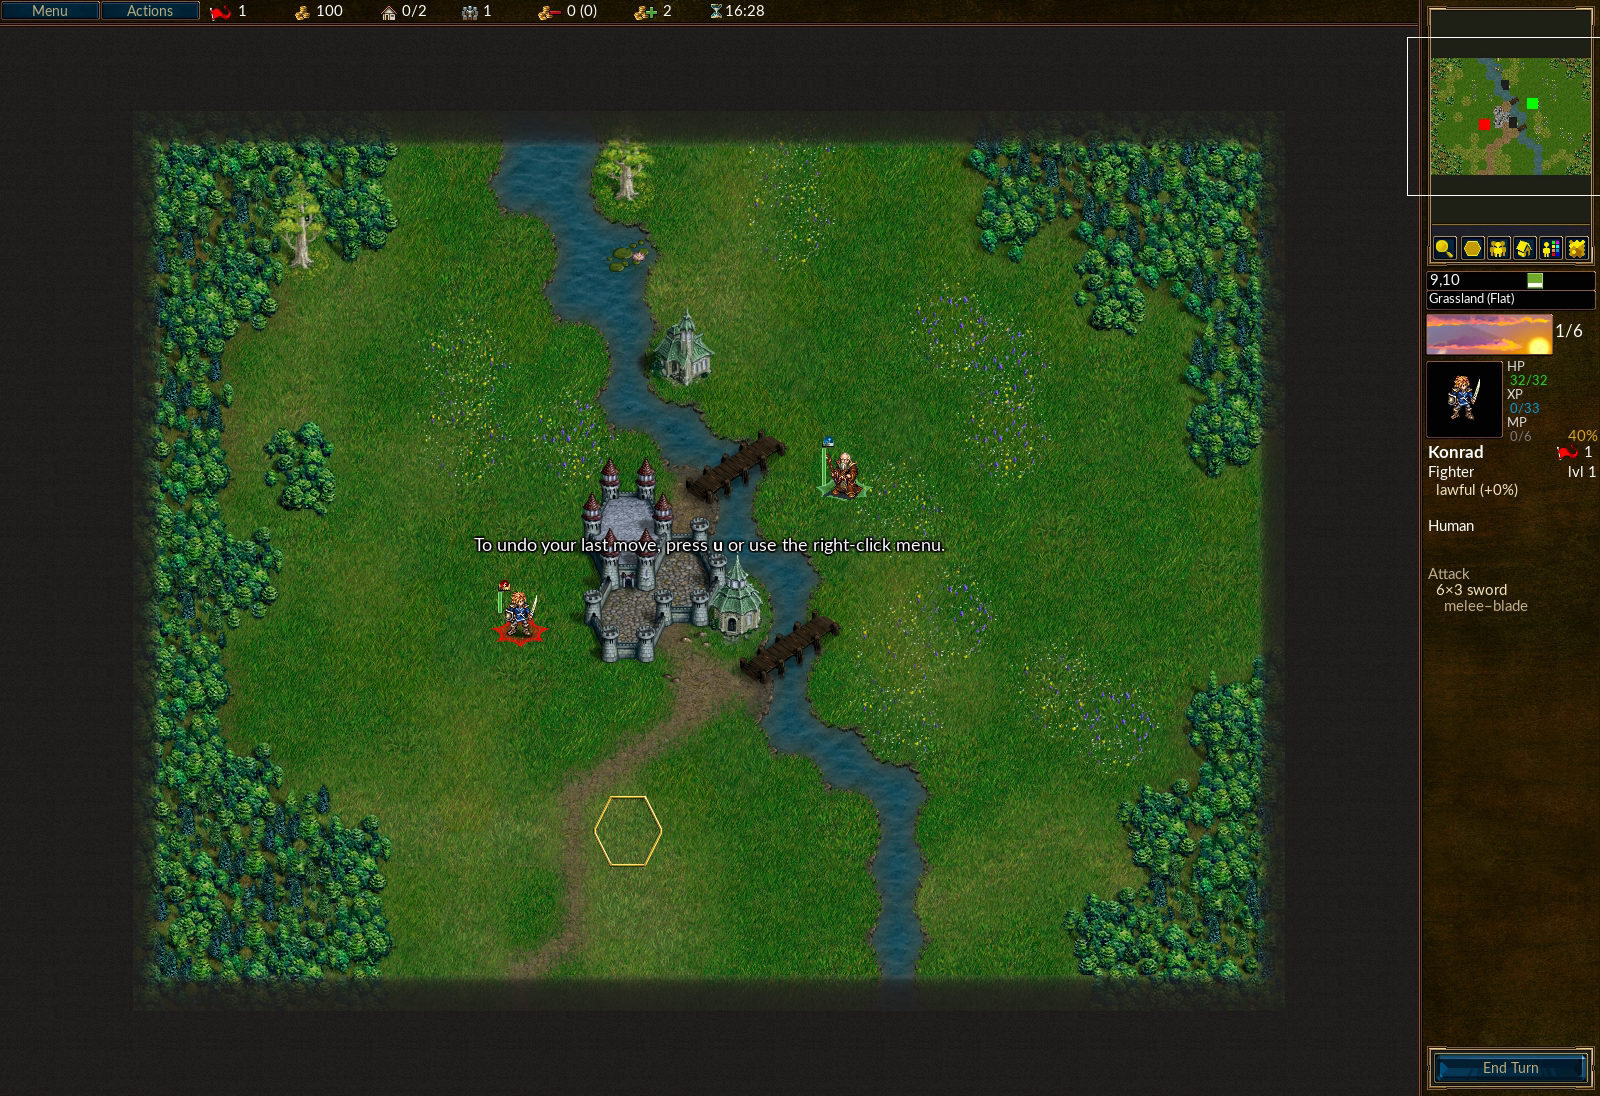 Menu
Actions
1
100
0/2
1
0 (0)
2
16:28
9,10
Grassland (Flat)
1/6
HP
32/32
XP
0/33
MP
0/6
40%
Konrad
1
Fighter
lvl 1
lawful (+0%)
Human
Attack
6×3 sword
melee–blade
To undo your last move, press u or use the right-click menu.
End Turn